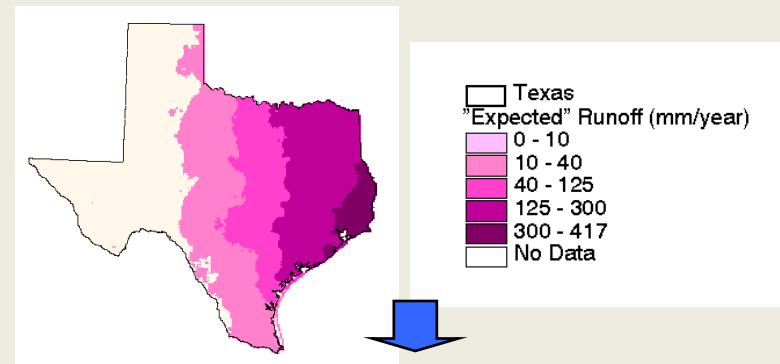 Texas
"Expected" Runoff (mm/year)
0 - 10
10 - 40
40 - 125
125 - 300
300 - 417
No Data